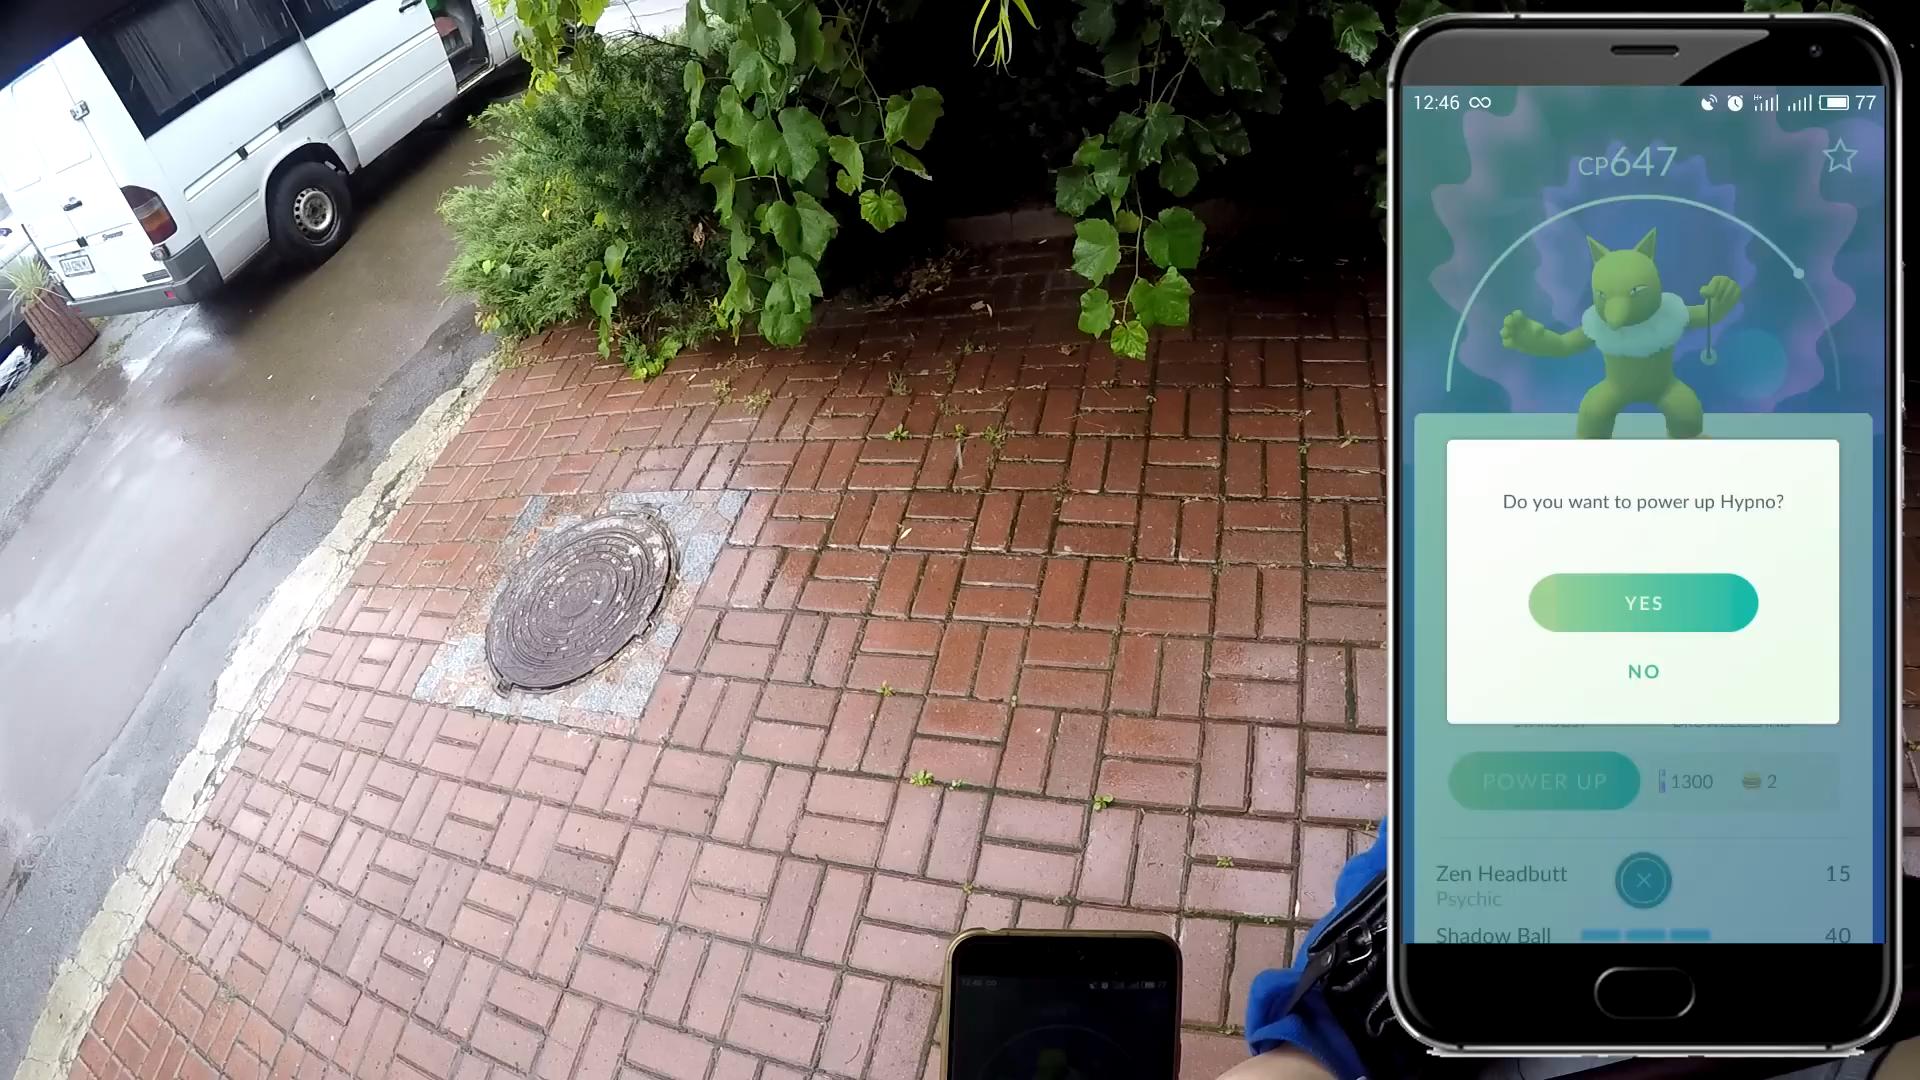 12:46
77
CP647
Do you want to power up Hypno?
YES
NO
POWER UP
1300
2
Zen Headbutt
15
Psychic
Shadow Ball
40